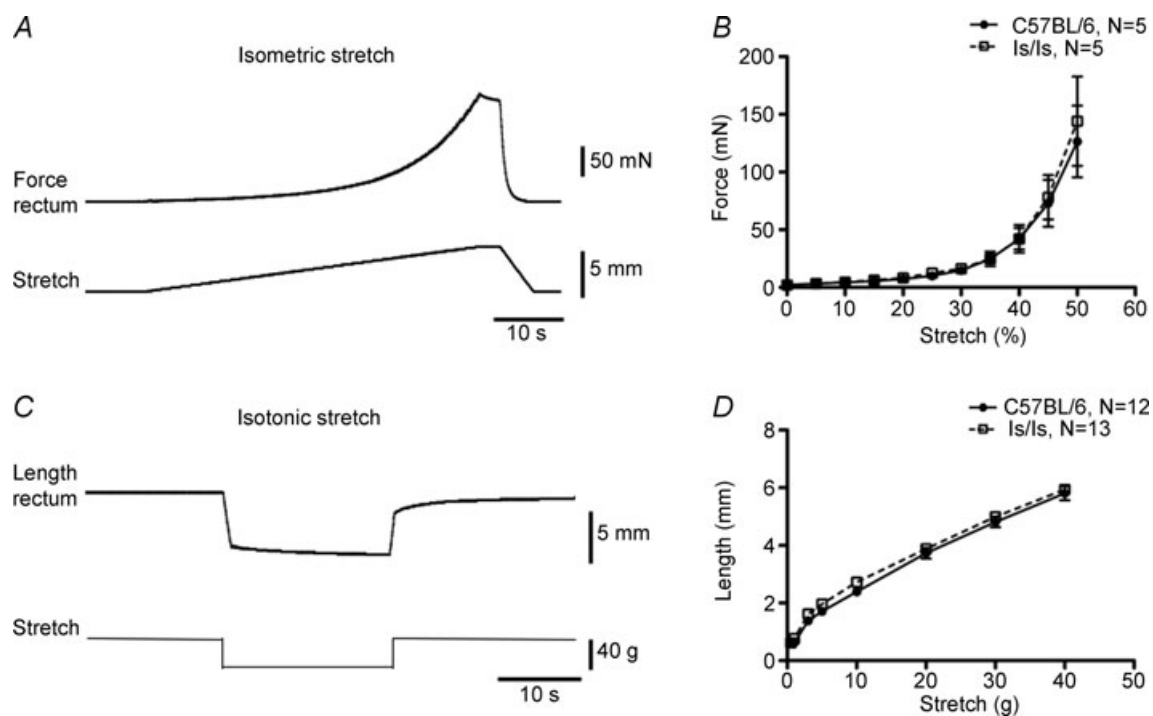 A
Isometric stretch
Force
rectum
50 mN
Stretch
5 mm
10 s
B
C57BL/6, N=5
Is/Is, N=5
200
150
100
50
0
Force (mN)
0 10 20 30 40 50 60
Stretch (%)
C
Isotonic stretch
Length
rectum
5 mm
Stretch
40 g
10 s
D
C57BL/6, N=12
Is/Is, N=13
8
6
4
2
0
Length (mm)
0 10 20 30 40 50
Stretch (g)